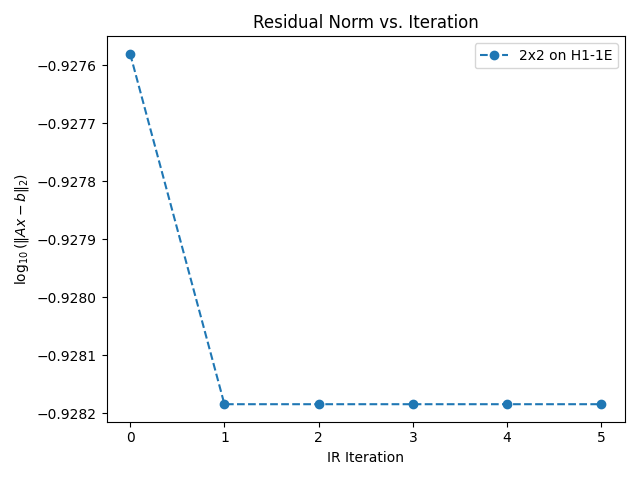 Residual Norm vs. Iteration
2x2 on H1-1E
−0.9276
−0.9277
−0.9278
−0.9279
−0.9280
−0.9281
−0.9282
log₁₀(‖Ax − b‖₂)
0 1 2 3 4 5
IR Iteration